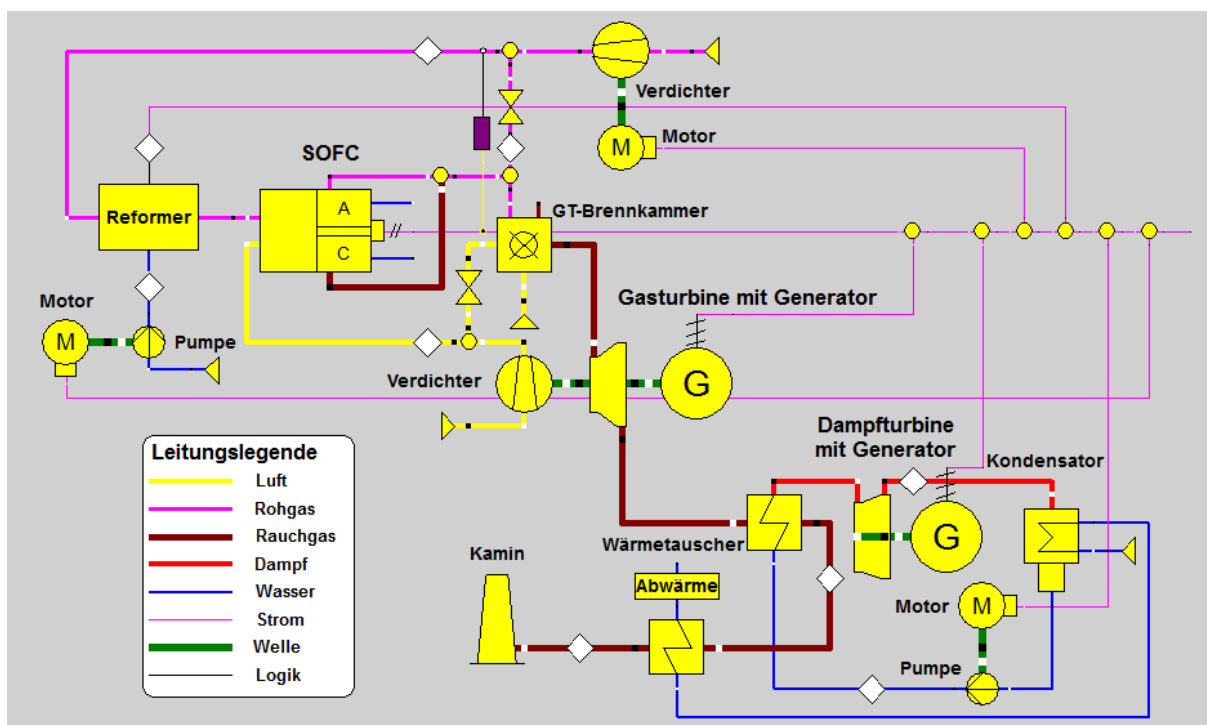 Verdichter
M
Motor
SOFC
A
C
Reformer
GT-Brennkammer
Motor
M
Pumpe
Gasturbine mit Generator
Verdichter
G
Leitungslegende
Luft
Rohgas
Rauchgas
Dampf
Wasser
Strom
Welle
Logik
Dampfturbine
mit Generator
Kondensator
G
Wärmetauscher
Kamin
Abwärme
Motor
M
Pumpe